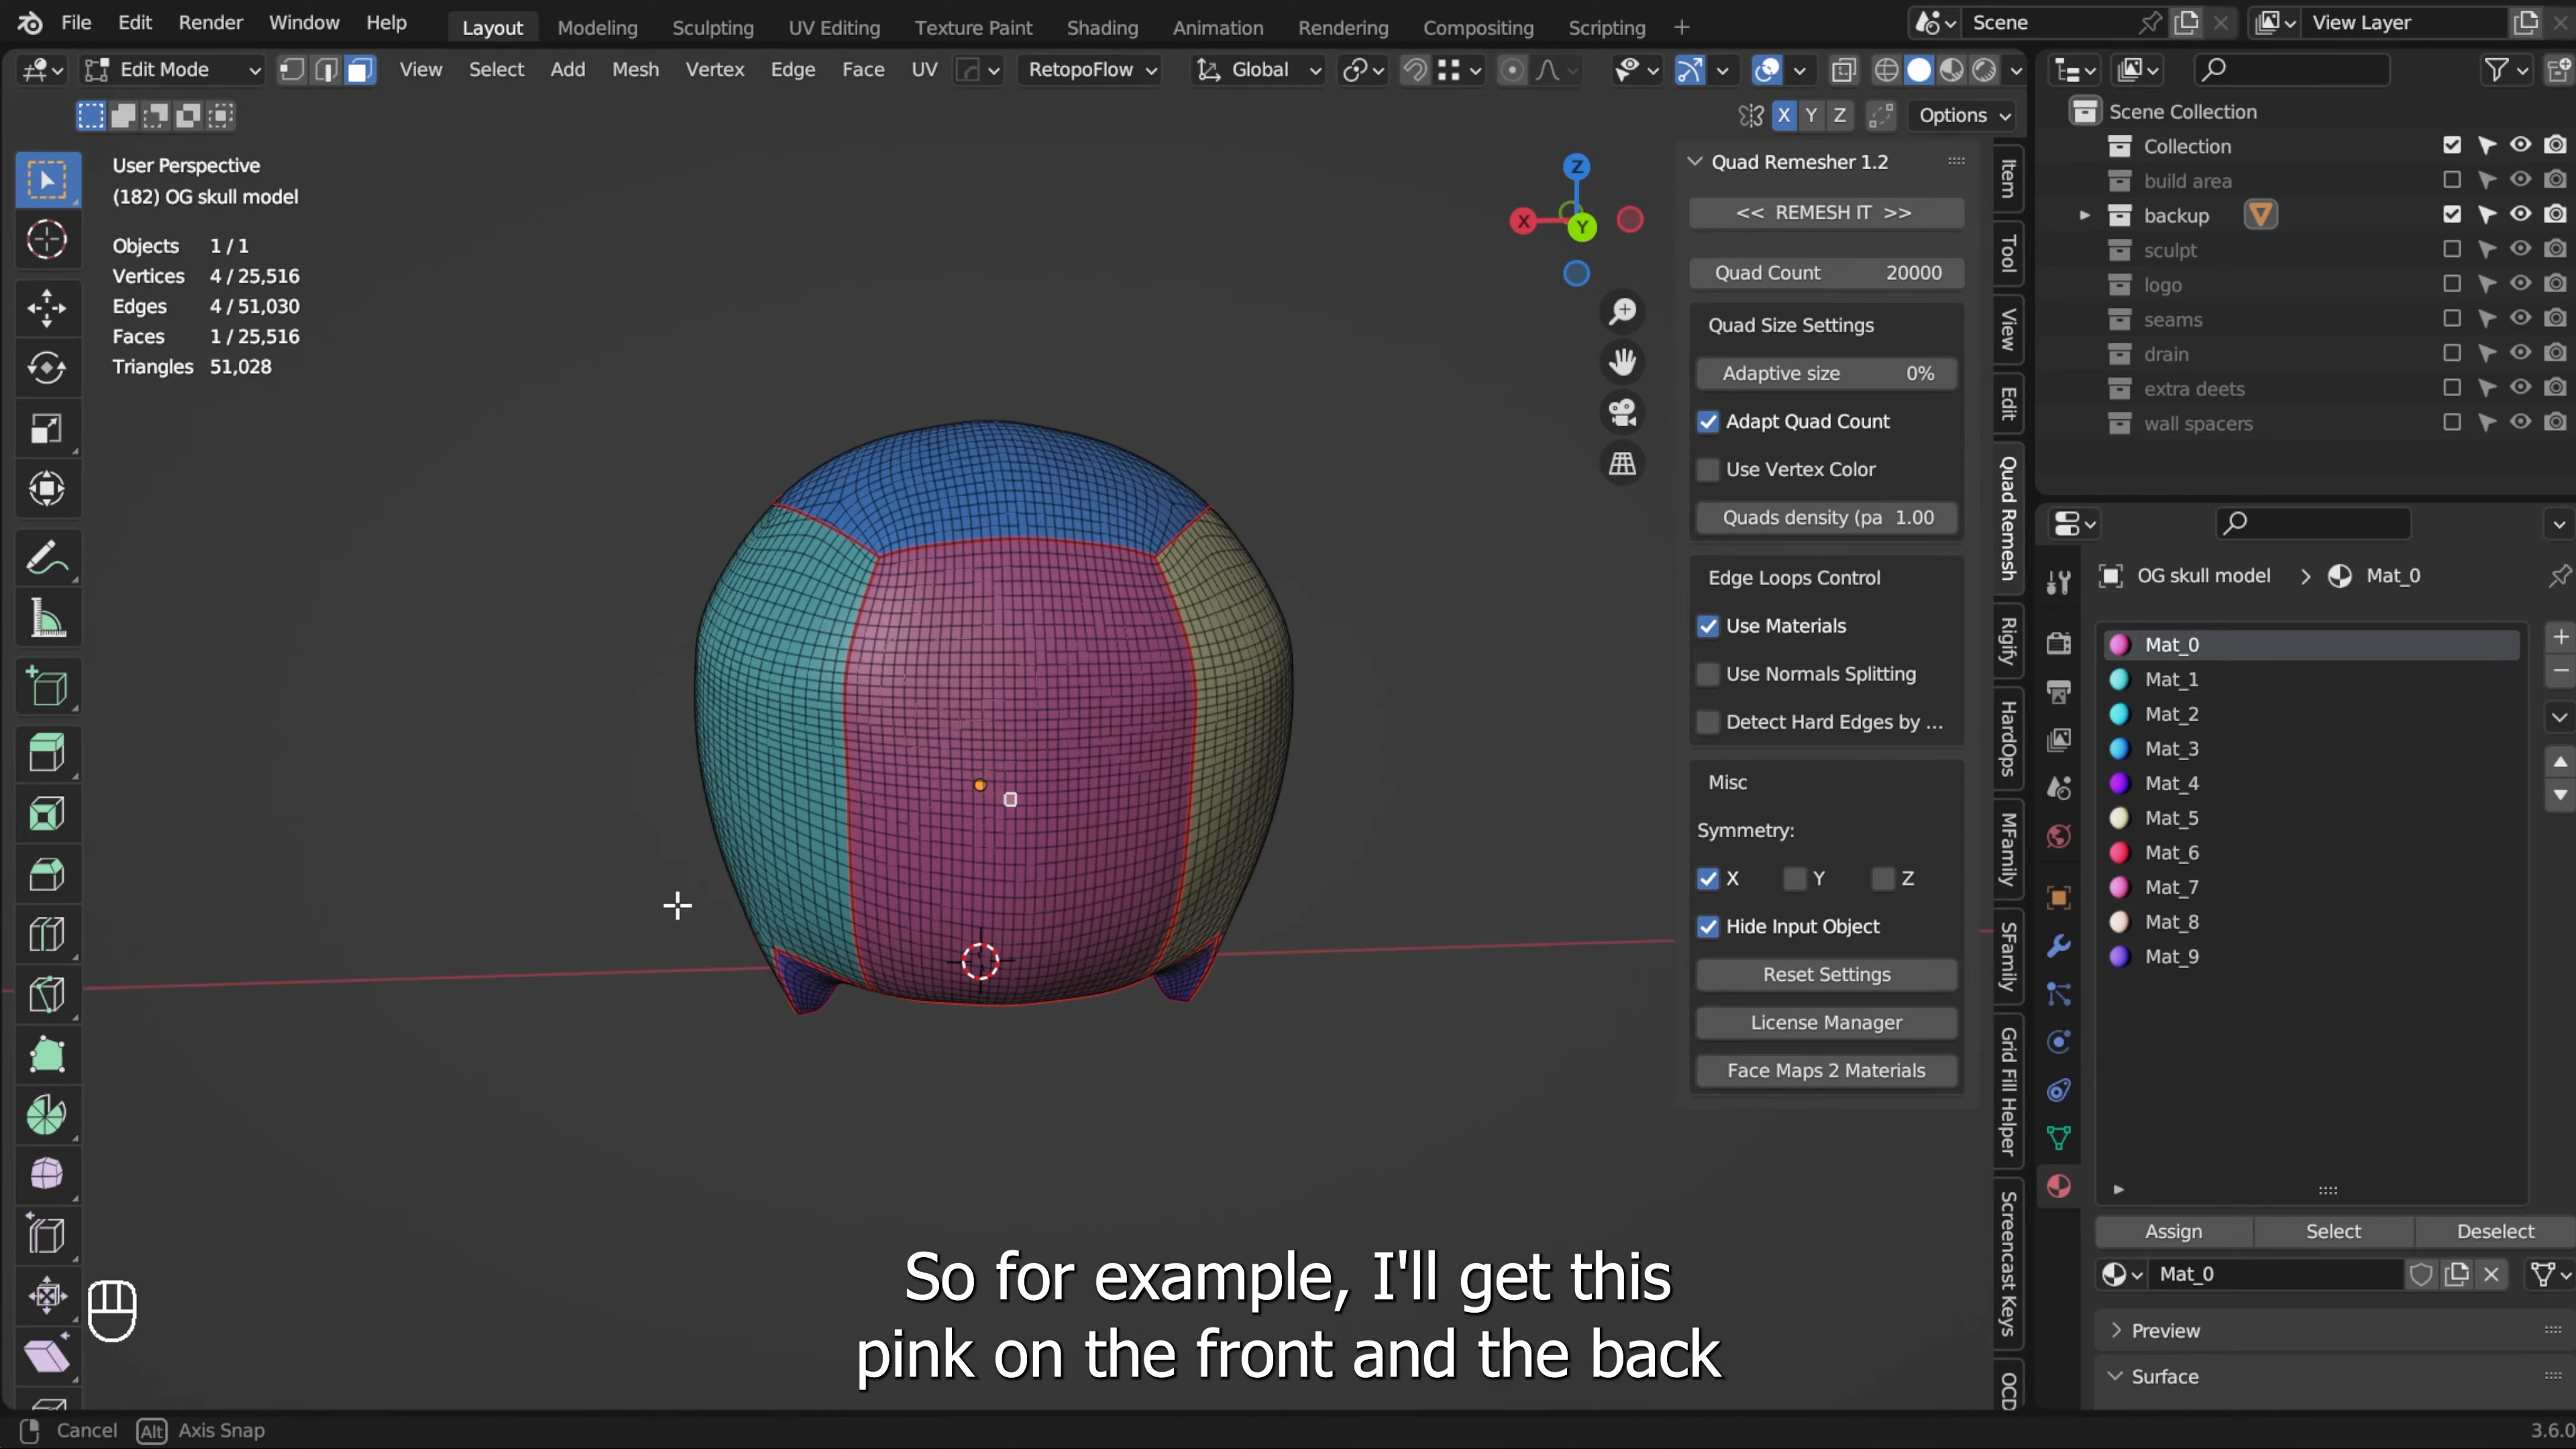 File Edit Render Window Help Layout Modeling Sculpting UV Editing Texture Paint Shading Animation Rendering Compositing Scripting + Scene View Layer
Edit Mode View Select Add Mesh Vertex Edge Face UV RetopoFlow Global
X Y Z Options
User Perspective
(182) OG skull model
Objects 1 / 1
Vertices 4 / 25,516
Edges 4 / 51,030
Faces 1 / 25,516
Triangles 51,028
Z
X
Y
Quad Remesher 1.2
<< REMESH IT >>
Quad Count 20000
Quad Size Settings
Adaptive size 0%
Adapt Quad Count
Use Vertex Color
Quads density (pa 1.00
Edge Loops Control
Use Materials
Use Normals Splitting
Detect Hard Edges by ...
Misc
Symmetry:
X Y Z
Hide Input Object
Reset Settings
License Manager
Face Maps 2 Materials
Item
Tool
View
Edit
Quad Remesh
Rigify
HardOps
MFamily
SFamily
Grid Fill Helper
Screencast Keys
OCD
Scene Collection
Collection
build area
backup
sculpt
logo
seams
drain
extra deets
wall spacers
OG skull model > Mat_0
Mat_0
Mat_1
Mat_2
Mat_3
Mat_4
Mat_5
Mat_6
Mat_7
Mat_8
Mat_9
Assign Select Deselect
Mat_0
Preview
Surface
So for example, I'll get this
pink on the front and the back
Cancel Alt Axis Snap
3.6.0